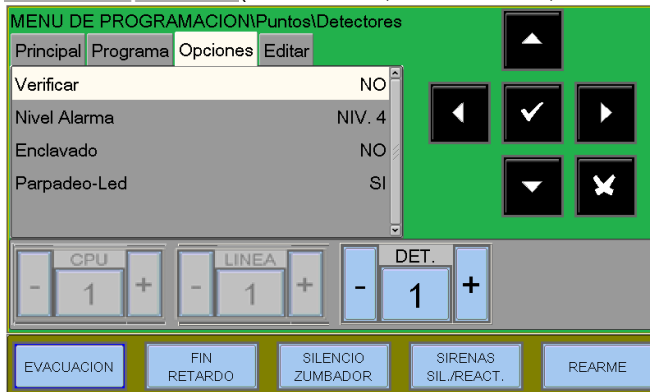 MENU DE PROGRAMACION\Puntos\Detectores
Principal Programa Opciones Editar
Verificar NO
Nivel Alarma NIV. 4
Enclavado NO
Parpadeo-Led SI
CPU LINEA DET.
- 1 + - 1 + - 1 +
EVACUACION FIN RETARDO SILENCIO ZUMBADOR SIRENAS SIL./REACT. REARME